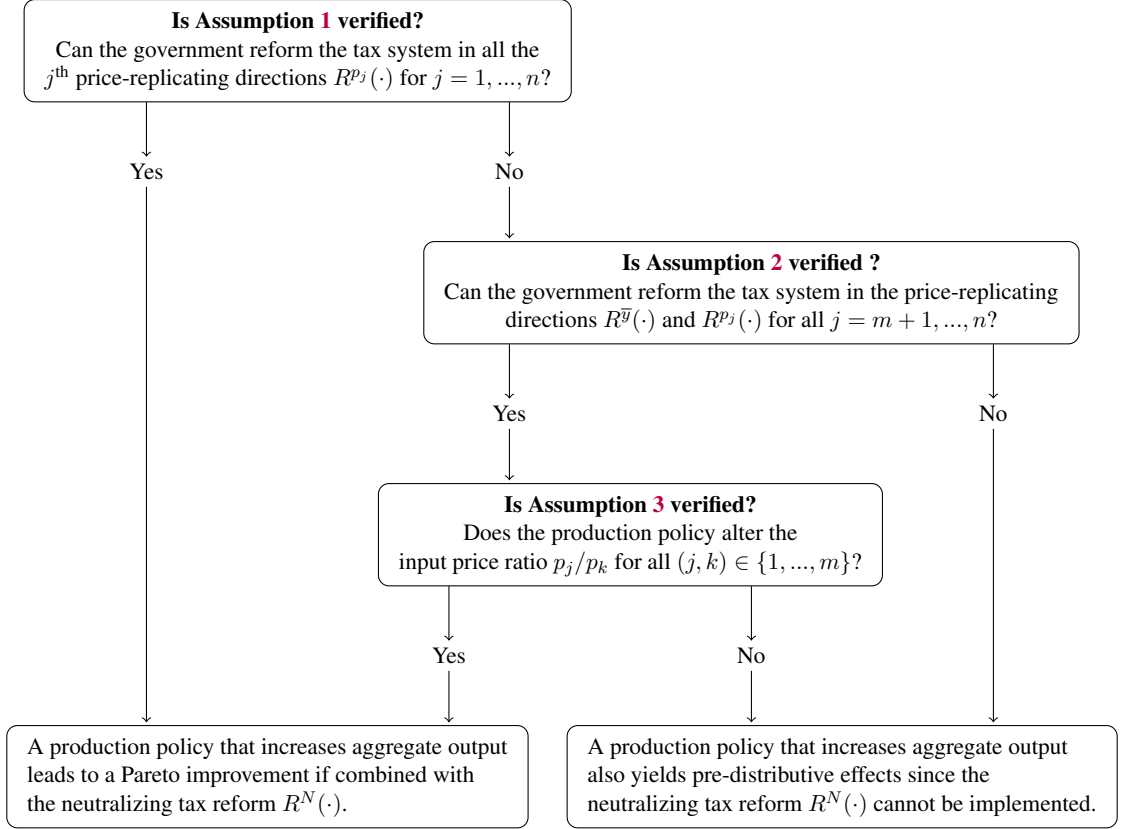 Is Assumption 1 verified?
Can the government reform the tax system in all the
jth price-replicating directions R^{p_j}(·) for j = 1, ..., n?
Yes
No
Is Assumption 2 verified ?
Can the government reform the tax system in the price-replicating
directions R^{\overline{y}}(·) and R^{p_j}(·) for all j = m + 1, ..., n?
Yes
No
Is Assumption 3 verified?
Does the production policy alter the
input price ratio p_j/p_k for all (j, k) ∈ {1, ..., m}?
Yes
No
A production policy that increases aggregate output
leads to a Pareto improvement if combined with
the neutralizing tax reform R^N(·).
A production policy that increases aggregate output
also yields pre-distributive effects since the
neutralizing tax reform R^N(·) cannot be implemented.